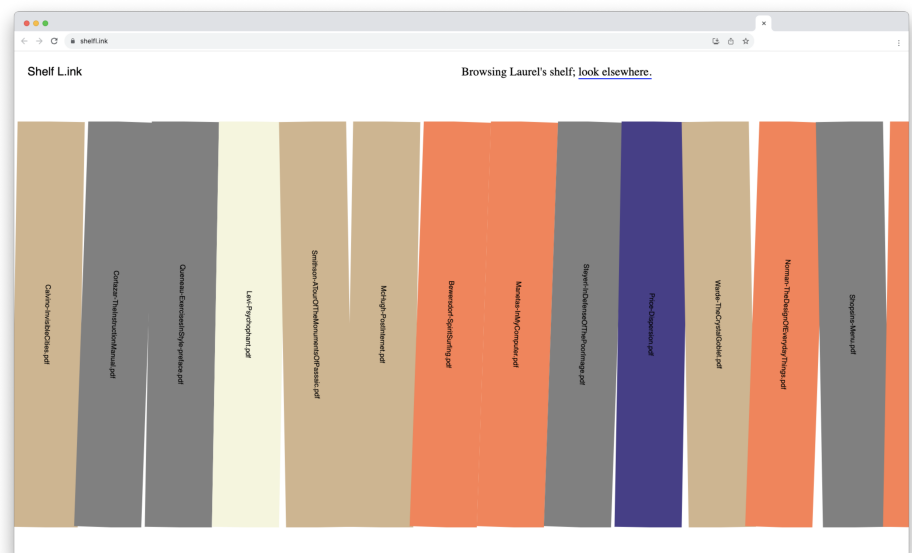 shelfl.ink
Shelf L.ink
Browsing Laurel's shelf; look elsewhere.
Calvino-InvisibleCities.pdf
Cortazar-TheInstructionManual.pdf
Queneau-ExercisesInStyle-preface.pdf
Levi-Psychophant.pdf
Smithson-ATourOfTheMonumentsOfPassaic.pdf
McHugh-PostInternet.pdf
Bewersdorf-SpiritSurfing.pdf
Manetas-InMyComputer.pdf
Steyerl-InDefenseOfThePoorImage.pdf
Price-Dispersion.pdf
Warde-TheCrystalGoblet.pdf
Norman-TheDesignOfEverydayThings.pdf
Shopsins-Menu.pdf